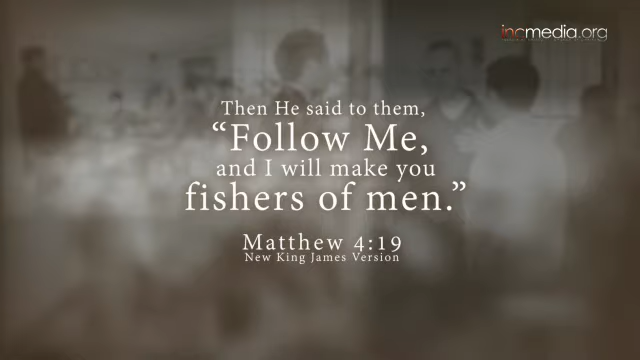 incmedia.org
Then He said to them,
“Follow Me,
and I will make you
fishers of men.”
Matthew 4:19
New King James Version